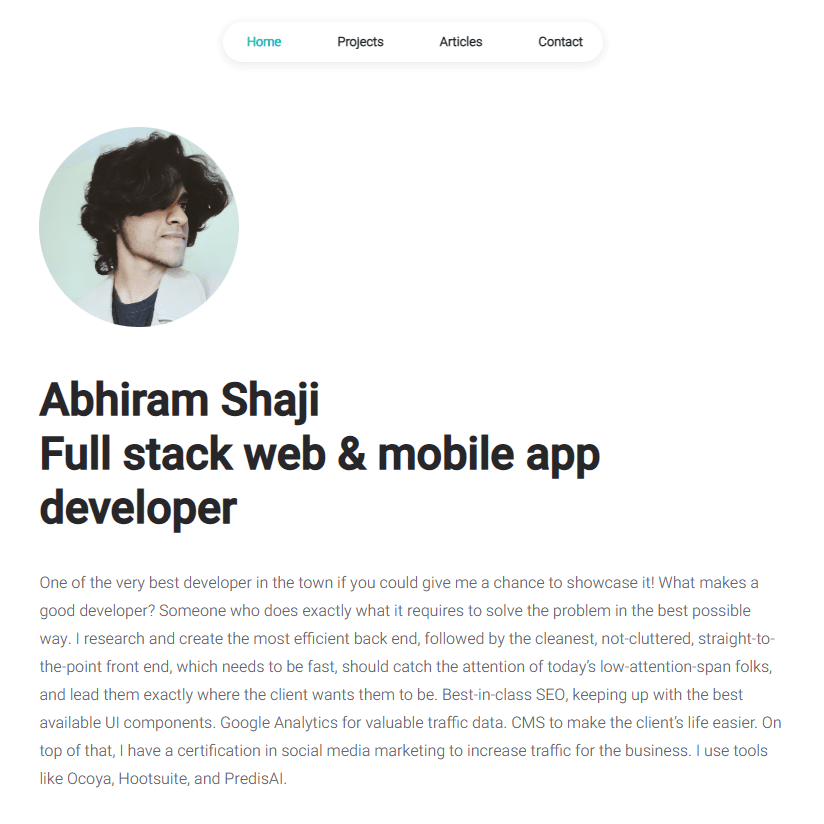 Home Projects Articles Contact
Abhiram Shaji
Full stack web & mobile app
developer
One of the very best developer in the town if you could give me a chance to showcase it! What makes a
good developer? Someone who does exactly what it requires to solve the problem in the best possible
way. I research and create the most efficient back end, followed by the cleanest, not-cluttered, straight-to-
the-point front end, which needs to be fast, should catch the attention of today’s low-attention-span folks,
and lead them exactly where the client wants them to be. Best-in-class SEO, keeping up with the best
available UI components. Google Analytics for valuable traffic data. CMS to make the client’s life easier. On
top of that, I have a certification in social media marketing to increase traffic for the business. I use tools
like Ocoya, Hootsuite, and PredisAI.